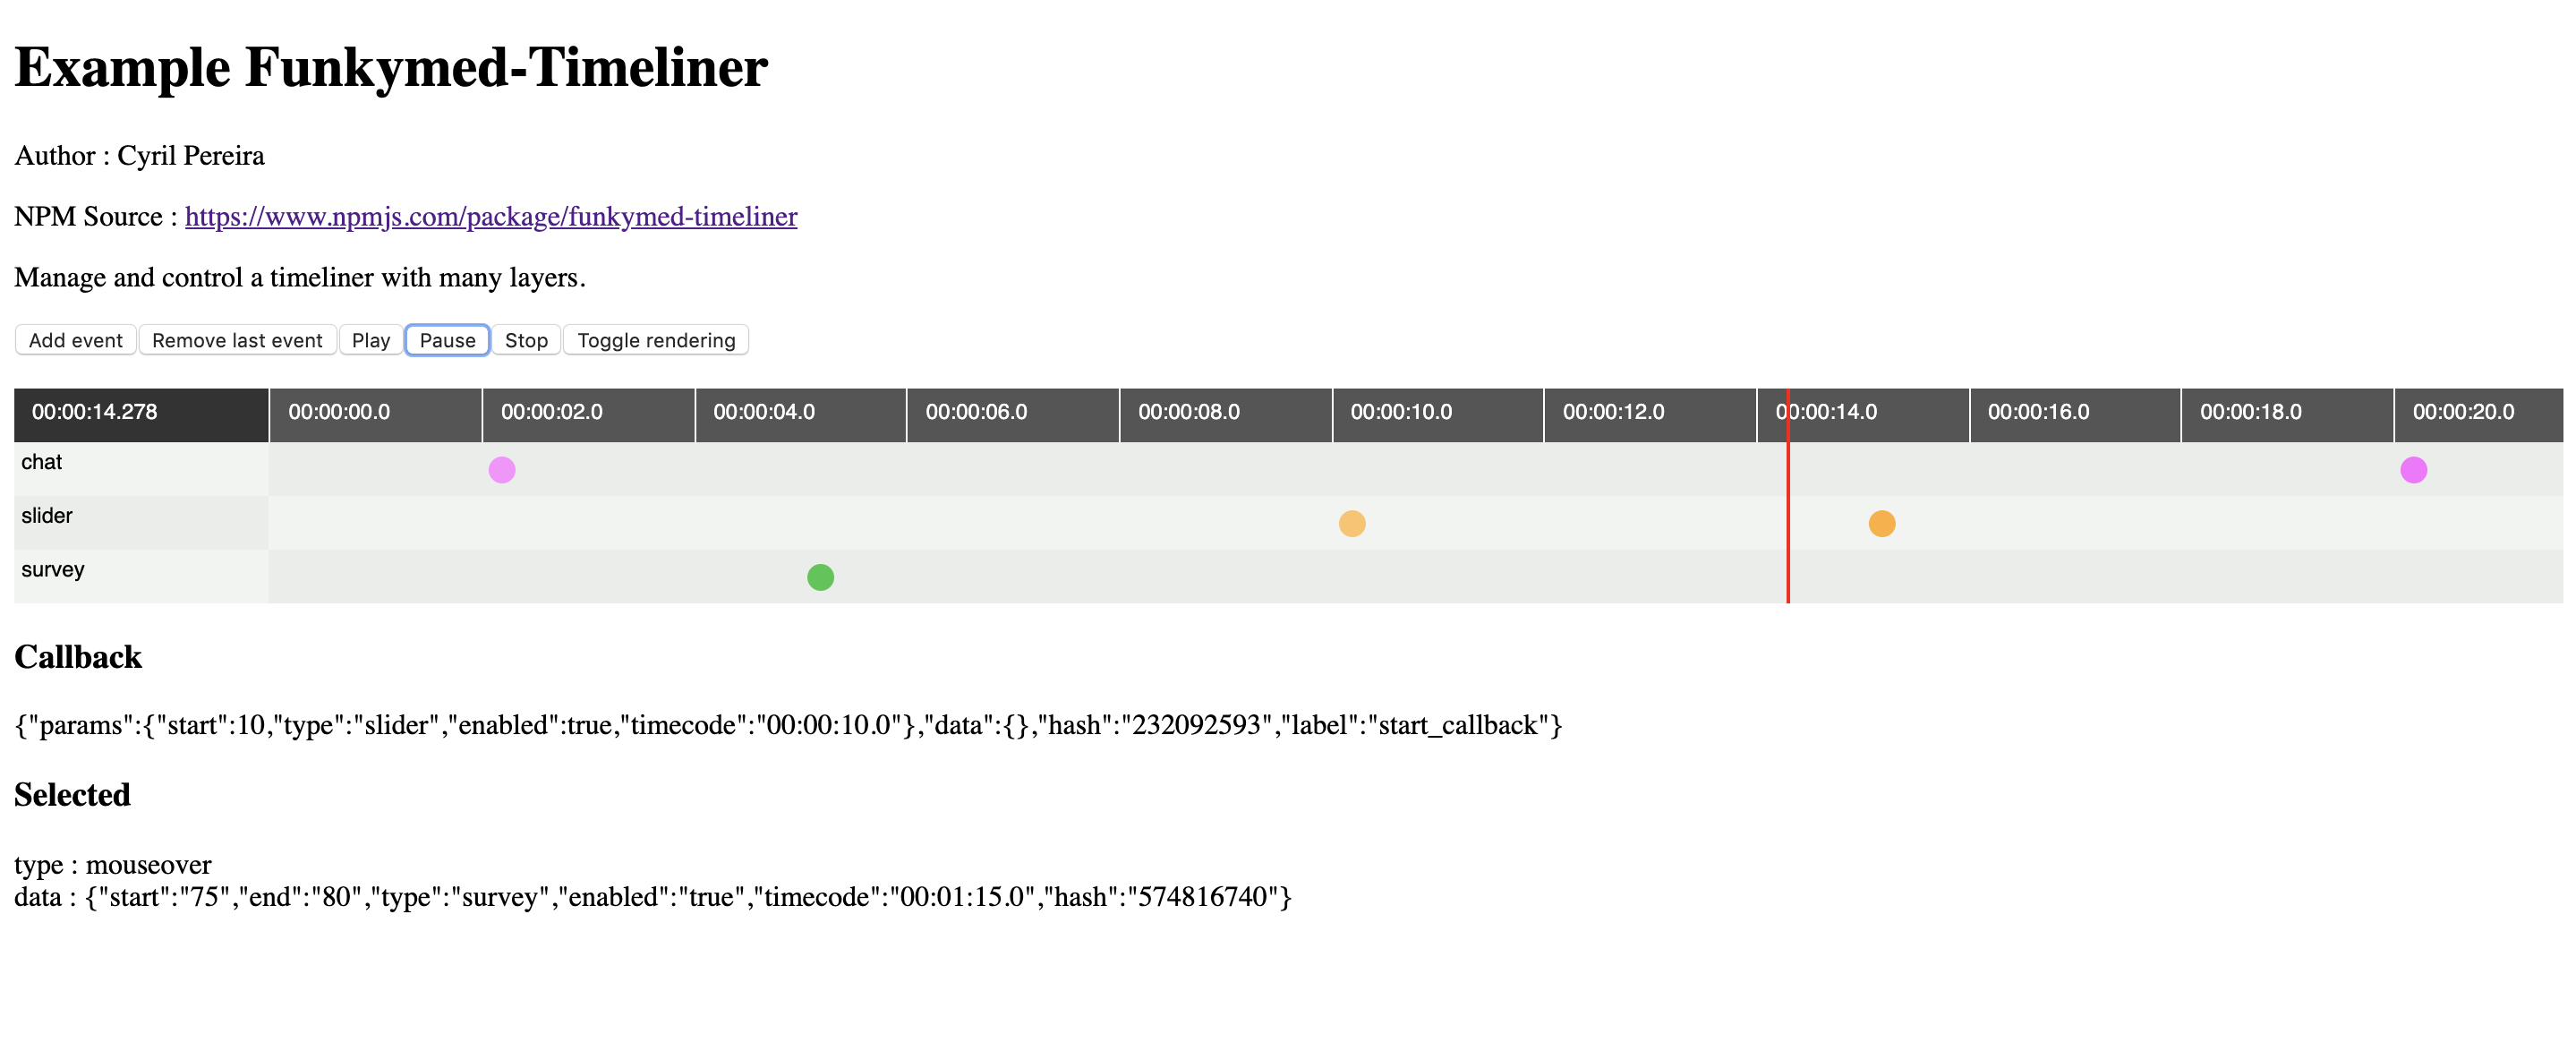 Example Funkymed-Timeliner
Author : Cyril Pereira
NPM Source : https://www.npmjs.com/package/funkymed-timeliner
Manage and control a timeliner with many layers.
Add event Remove last event Play Pause Stop Toggle rendering
00:00:14.278 00:00:00.0 00:00:02.0 00:00:04.0 00:00:06.0 00:00:08.0 00:00:10.0 00:00:12.0 00:00:14.0 00:00:16.0 00:00:18.0 00:00:20.0
chat
slider
survey
Callback
{"params":{"start":10,"type":"slider","enabled":true,"timecode":"00:00:10.0"},"data":{},"hash":"232092593","label":"start_callback"}
Selected
type : mouseover
data : {"start":"75","end":"80","type":"survey","enabled":"true","timecode":"00:01:15.0","hash":"574816740"}